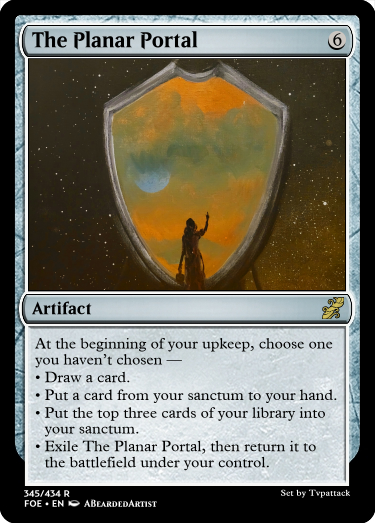 The Planar Portal 6
Artifact
At the beginning of your upkeep, choose one
you haven't chosen —
• Draw a card.
• Put a card from your sanctum to your hand.
• Put the top three cards of your library into
your sanctum.
• Exile The Planar Portal, then return it to
the battlefield under your control.
345/434 R
FOE • EN ABeardedArtist
Set by Tvpattack